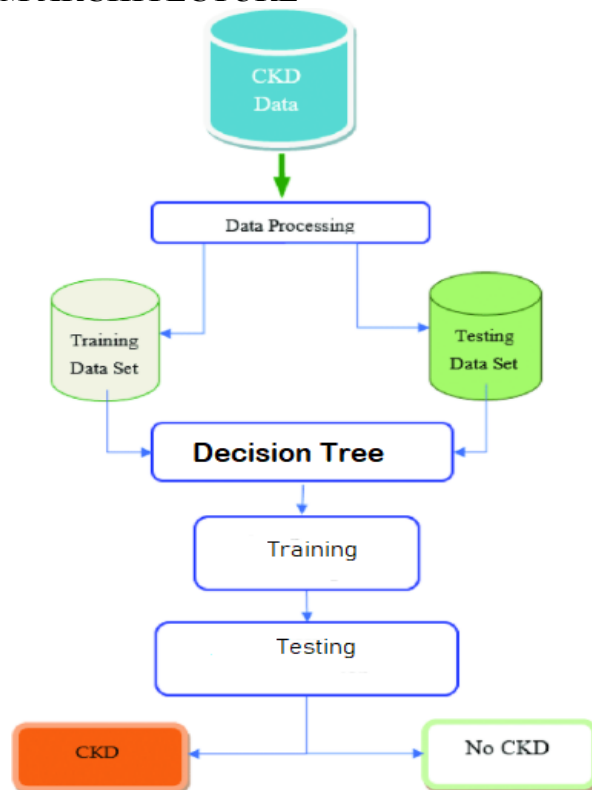 CKD
Data
Data Processing
Training
Data Set
Testing
Data Set
Decision Tree
Training
Testing
CKD
No CKD